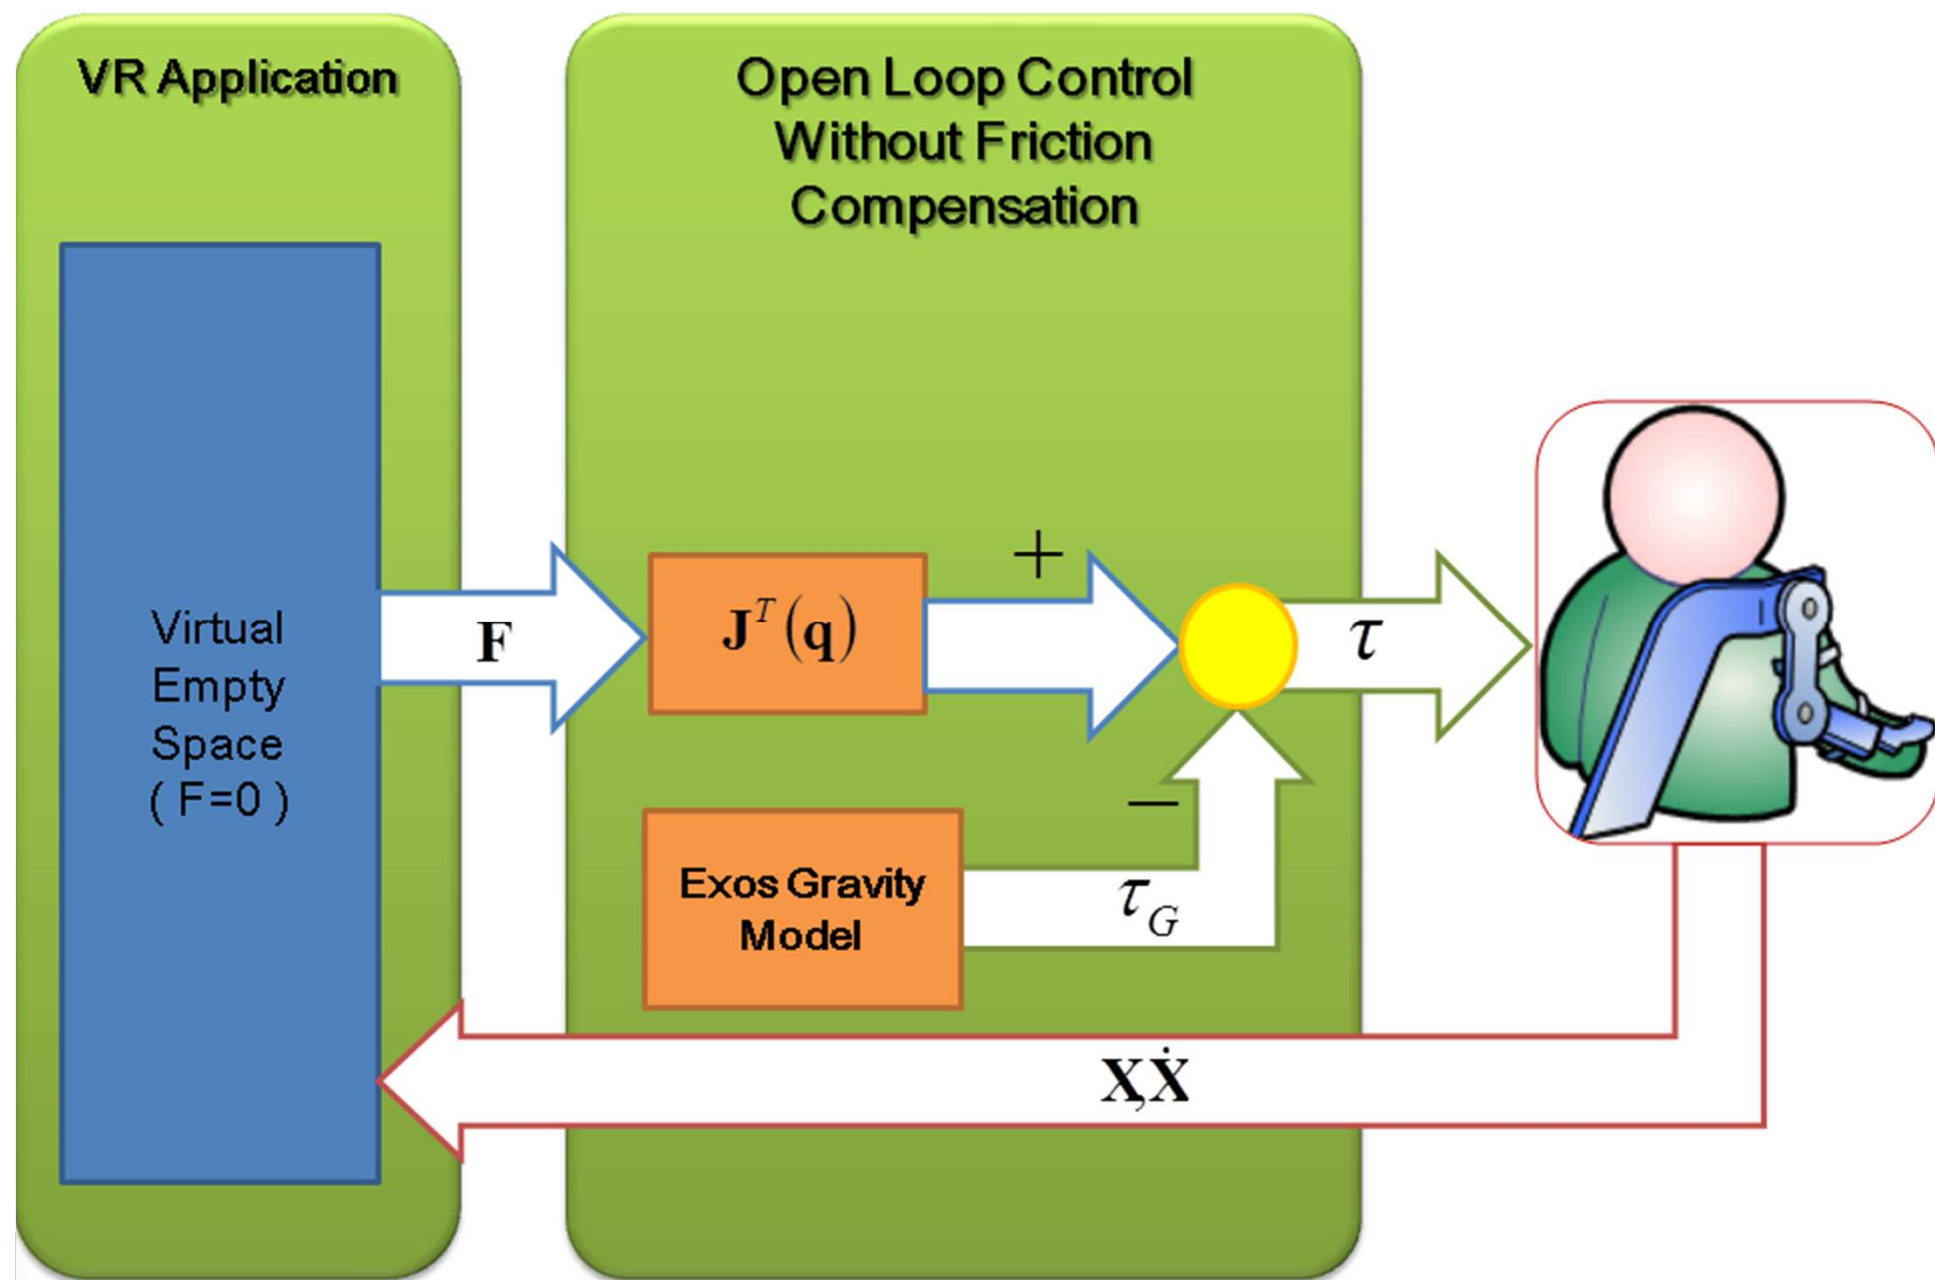 VR Application
Open Loop Control
Without Friction
Compensation
Virtual
Empty
Space
( F=0 )
F
J^T(q)
+
τ
−
Exos Gravity
Model
τ_G
X,Ẋ